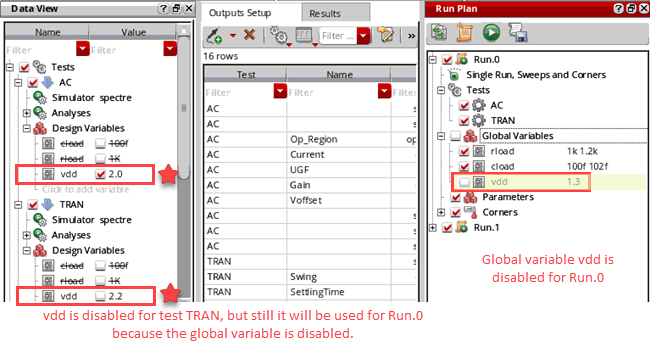 Data View
Name Value
Filter Filter
Tests
AC
Simulator spectre
Analyses
Design Variables
cload 100f
rload 1K
vdd 2.0
Click to add variable
TRAN
Simulator spectre
Analyses
Design Variables
cload 100f
rload 1K
vdd 2.2
Outputs Setup Results
Filter ...
»
16 rows
Test Name
Filter Filter Filter
AC s
AC s
AC Op_Region op
AC Current
AC UGF
AC Gain
AC Voffset
AC s
AC s
AC s
TRAN s
TRAN Swing
TRAN SettlingTime
Run Plan
Run.0
Single Run, Sweeps and Corners
Tests
AC
TRAN
Global Variables
rload 1k 1.2k
cload 100f 102f
vdd 1.3
Parameters
Corners
Run.1
Global variable vdd is
disabled for Run.0
vdd is disabled for test TRAN, but still it will be used for Run.0
because the global variable is disabled.